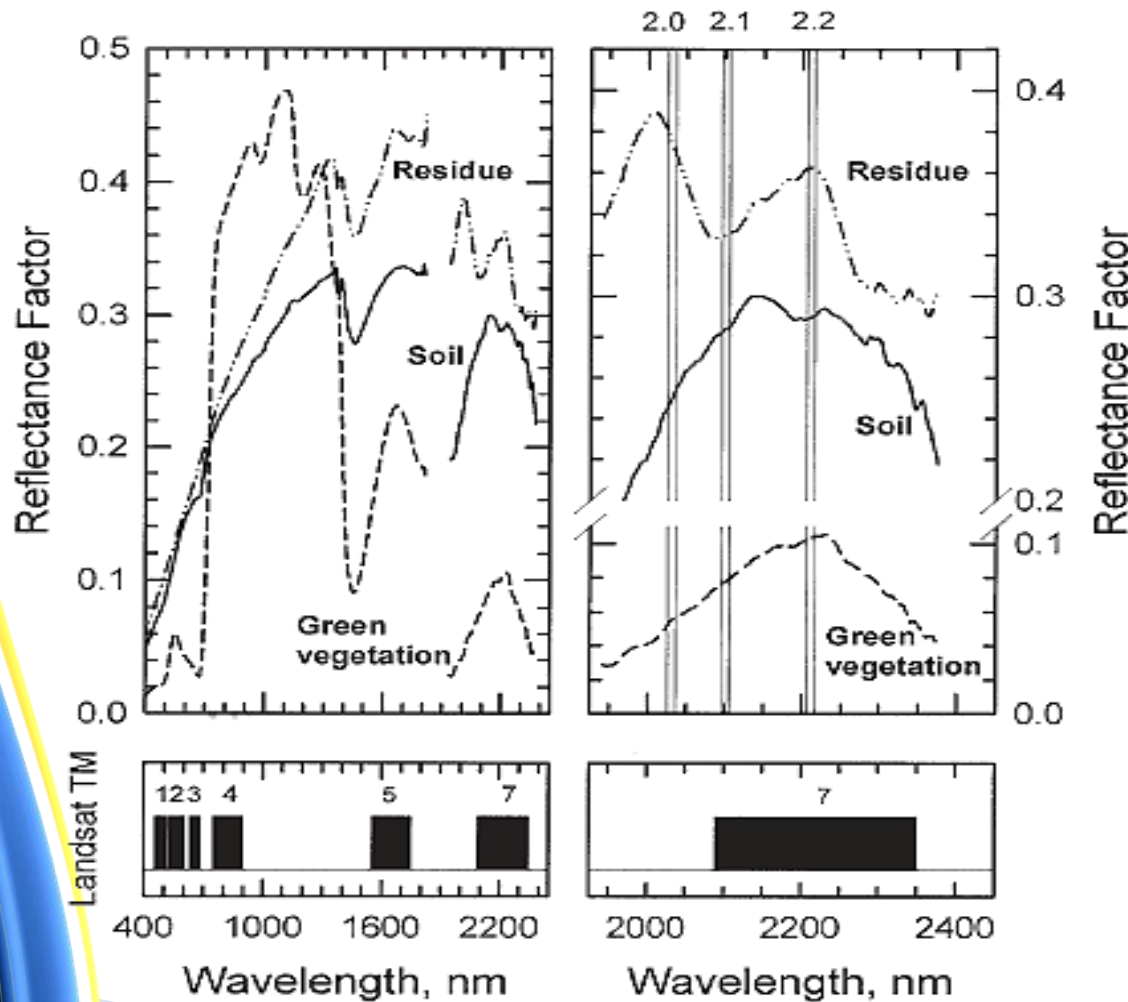 2.0 2.1 2.2
0.5
0.4
0.3
0.2
0.1
0.0
Reflectance Factor
Residue
Soil
Green
vegetation
0.4
0.3
0.2
0.1
0.0
Reflectance Factor
Residue
Soil
Green
vegetation
Landsat TM
1 2 3 4 5 7
7
400 1000 1600 2200
2000 2200 2400
Wavelength, nm
Wavelength, nm